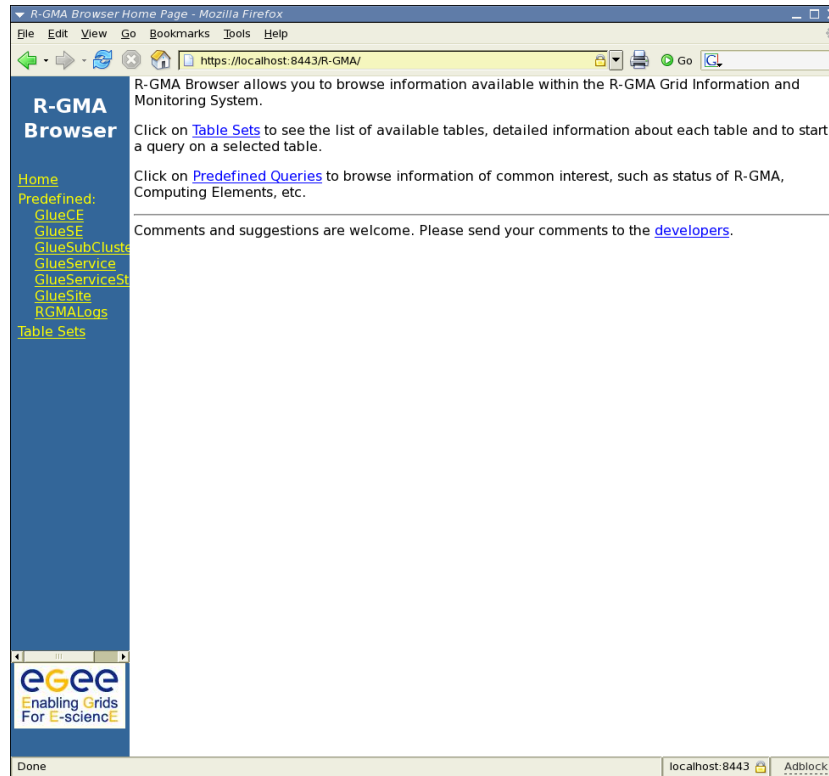 R-GMA Browser Home Page - Mozilla Firefox
File Edit View Go Bookmarks Tools Help
https://localhost:8443/R-GMA/
Go
G
R-GMA
Browser
Home
Predefined:
GlueCE
GlueSE
GlueSubCluste
GlueService
GlueServiceSt
GlueSite
RGMALogs
Table Sets
egee
Enabling Grids
For E-sciencE
R-GMA Browser allows you to browse information available within the R-GMA Grid Information and
Monitoring System.
Click on Table Sets to see the list of available tables, detailed information about each table and to start
a query on a selected table.
Click on Predefined Queries to browse information of common interest, such as status of R-GMA,
Computing Elements, etc.
Comments and suggestions are welcome. Please send your comments to the developers.
Done
localhost:8443
Adblock